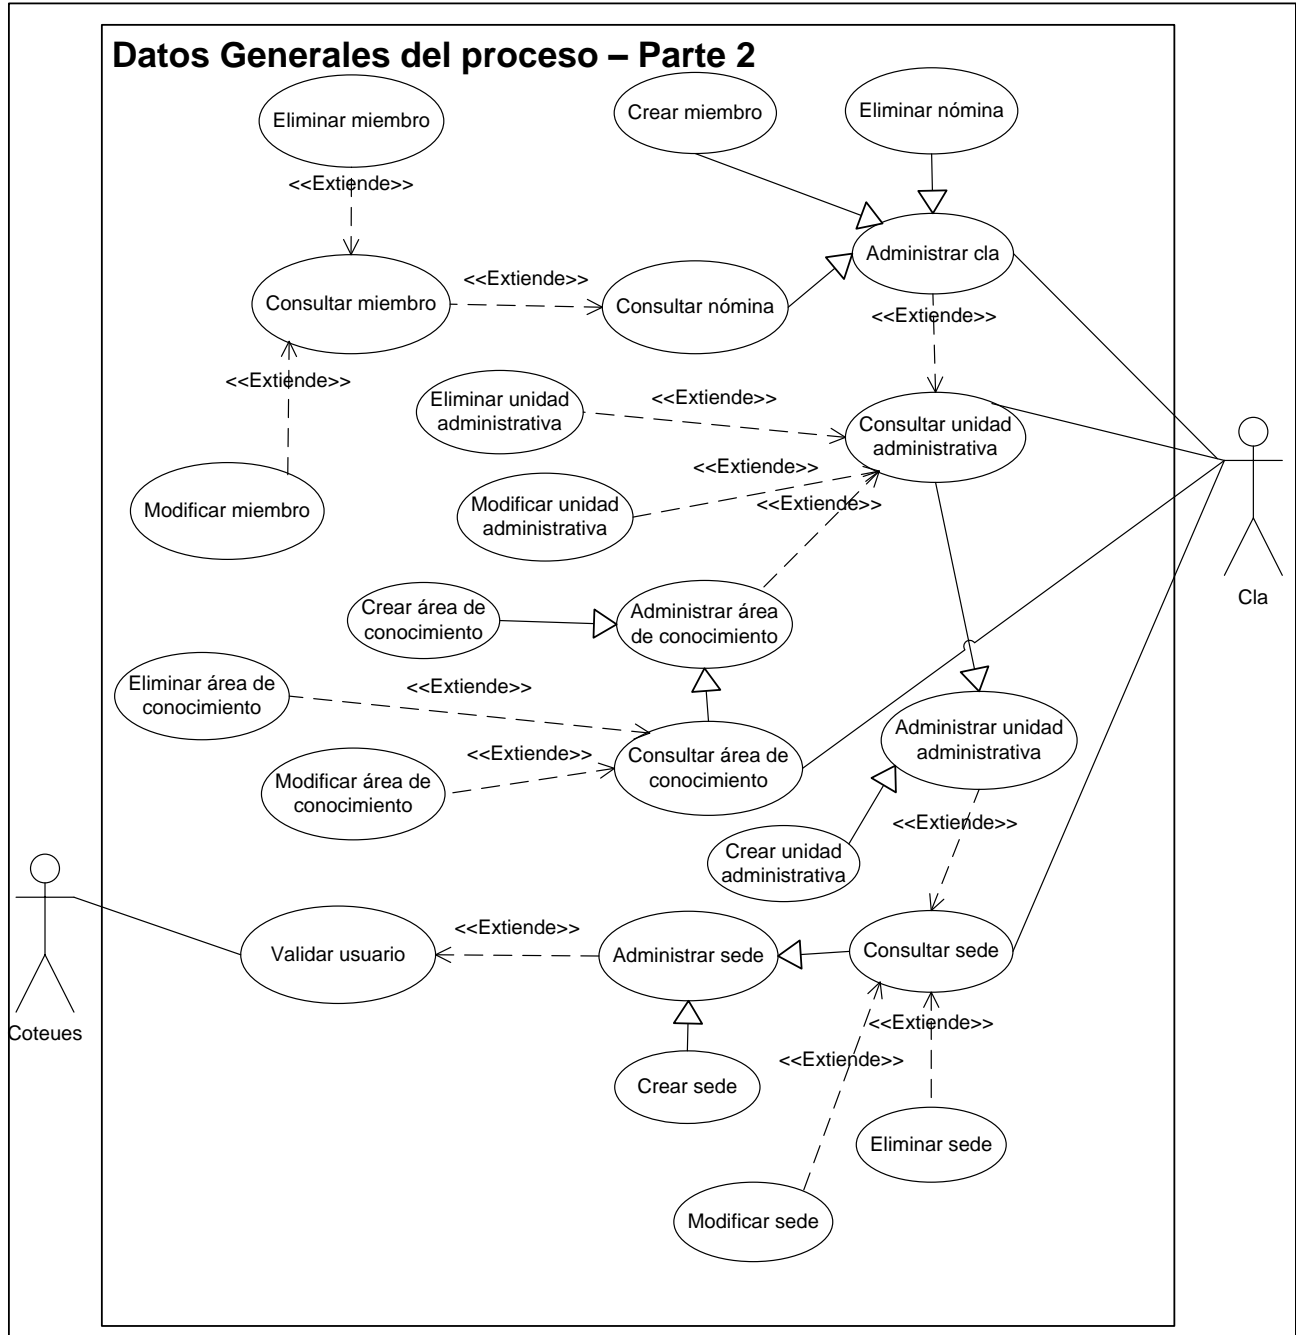 Datos Generales del proceso – Parte 2
Eliminar miembro
Crear miembro
Eliminar nómina
<<Extiende>>
Administrar cla
Consultar miembro
<<Extiende>>
Consultar nómina
<<Extiende>>
<<Extiende>>
Eliminar unidad
administrativa
<<Extiende>>
Consultar unidad
administrativa
Modificar miembro
Modificar unidad
administrativa
<<Extiende>>
<<Extiende>>
Cla
Crear área de
conocimiento
Administrar área
de conocimiento
Eliminar área de
conocimiento
<<Extiende>>
Administrar unidad
administrativa
Modificar área de
conocimiento
<<Extiende>>
Consultar área de
conocimiento
<<Extiende>>
Crear unidad
administrativa
Coteues
Validar usuario
<<Extiende>>
Administrar sede
Consultar sede
<<Extiende>>
<<Extiende>>
Crear sede
Eliminar sede
Modificar sede